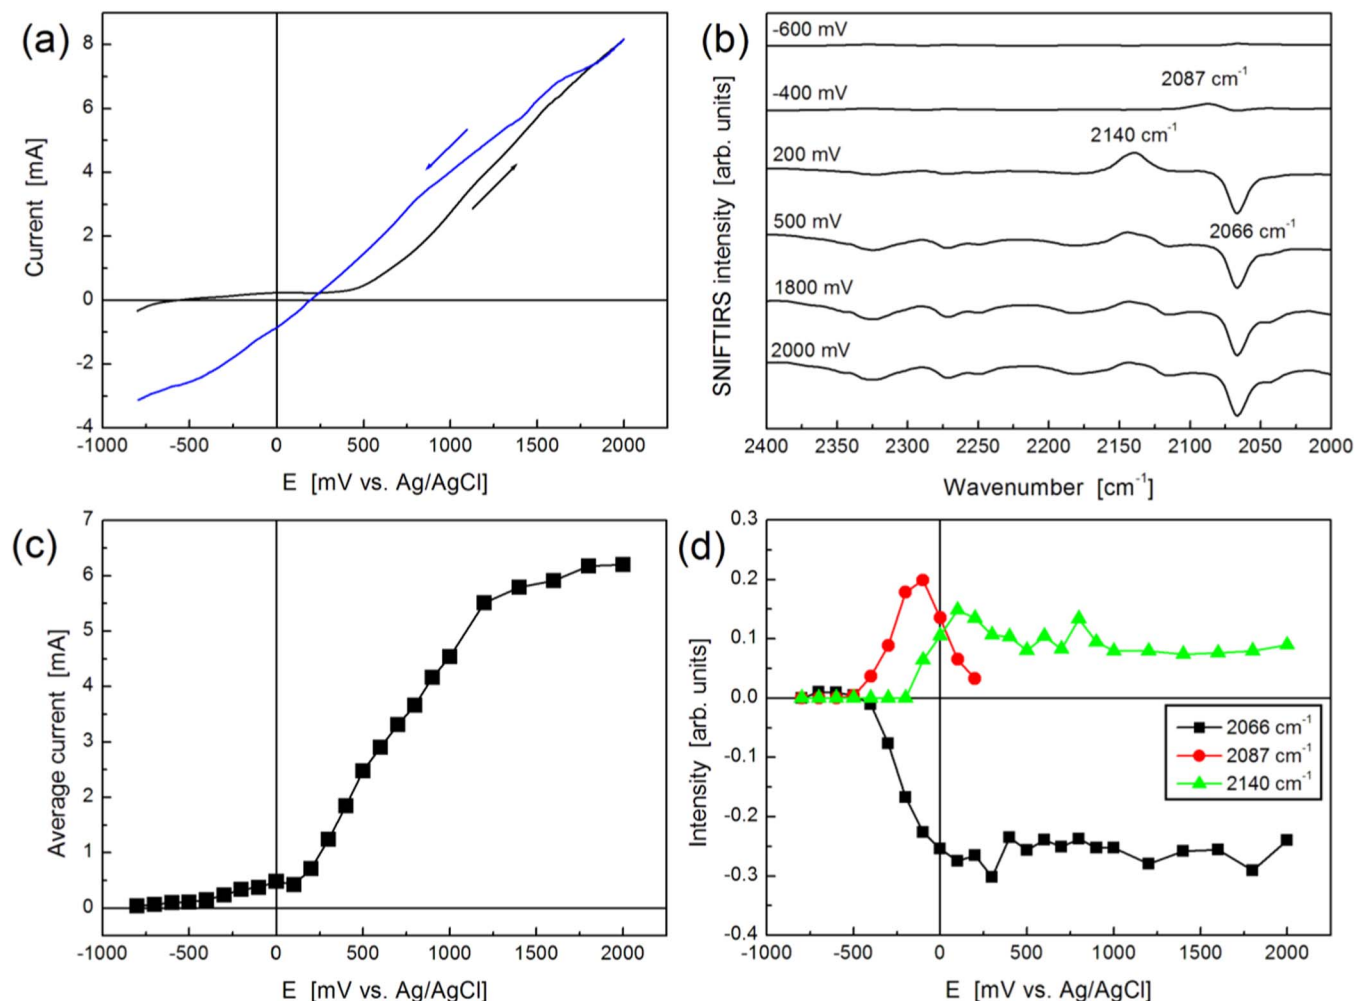 (a)
8
6
4
2
0
-2
-4
Current [mA]
-1000 -500 0 500 1000 1500 2000
E [mV vs. Ag/AgCl]
(b)
SNIFTIRS intensity [arb. units]
-600 mV
2087 cm-1
-400 mV
2140 cm-1
200 mV
500 mV
2066 cm-1
1800 mV
2000 mV
2400 2350 2300 2250 2200 2150 2100 2050 2000
Wavenumber [cm-1]
(c)
7
6
5
4
3
2
1
0
Average current [mA]
-1000 -500 0 500 1000 1500 2000
E [mV vs. Ag/AgCl]
(d)
0.3
0.2
0.1
0.0
-0.1
-0.2
-0.3
-0.4
Intensity [arb. units]
2066 cm-1
2087 cm-1
2140 cm-1
-1000 -500 0 500 1000 1500 2000
E [mV vs. Ag/AgCl]